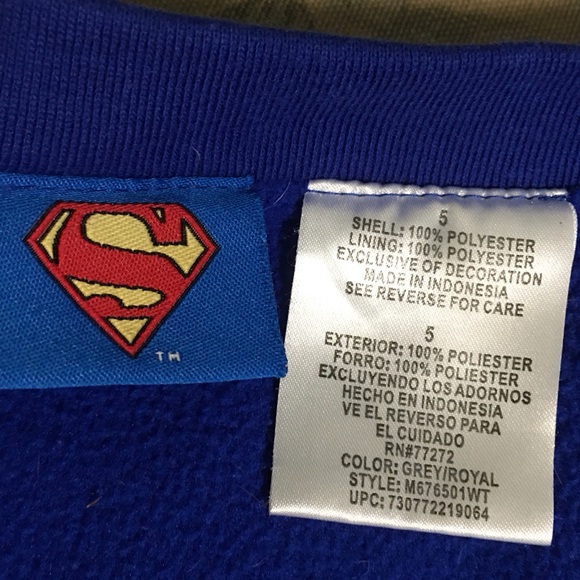 S
TM
5
SHELL: 100% POLYESTER
LINING: 100% POLYESTER
EXCLUSIVE OF DECORATION
MADE IN INDONESIA
SEE REVERSE FOR CARE
5
EXTERIOR: 100% POLIESTER
FORRO: 100% POLIESTER
EXCLUYENDO LOS ADORNOS
HECHO EN INDONESIA
VE EL REVERSO PARA
EL CUIDADO
RN#77272
COLOR: GREY/ROYAL
STYLE: M676501WT
UPC: 730772219064